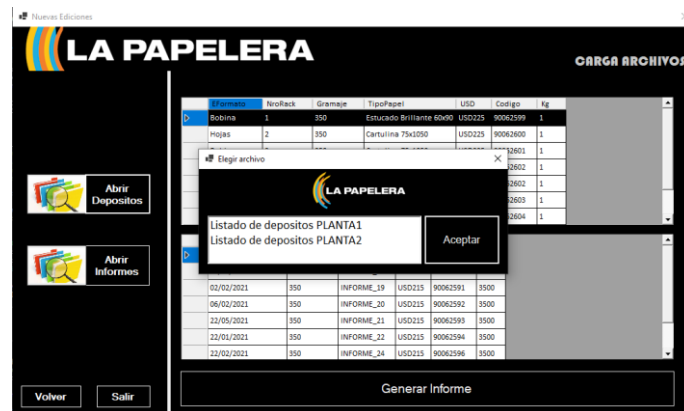 Nuevas Ediciones
LA PAPELERA
CARGA ARCHIVOS
EFormato NroRack Gramaje TipoPapel USD Codigo Kg
Bobina 1 350 Estucado Brillante 60x90 USD225 90062599 1
Hojas 2 350 Cartulina 75x1050 USD225 90062600 1
1
1
1
1
1
Elegir archivo
LA PAPELERA
Listado de depositos PLANTA1
Listado de depositos PLANTA2
Aceptar
Abrir
Depositos
Abrir
Informes
02/02/2021 350 INFORME_19 USD215 90062591 3500
06/02/2021 350 INFORME_20 USD215 90062592 3500
22/05/2021 350 INFORME_21 USD215 90062593 3500
22/01/2021 350 INFORME_22 USD215 90062594 3500
22/02/2021 350 INFORME_24 USD215 90062596 3500
Generar Informe
Volver Salir